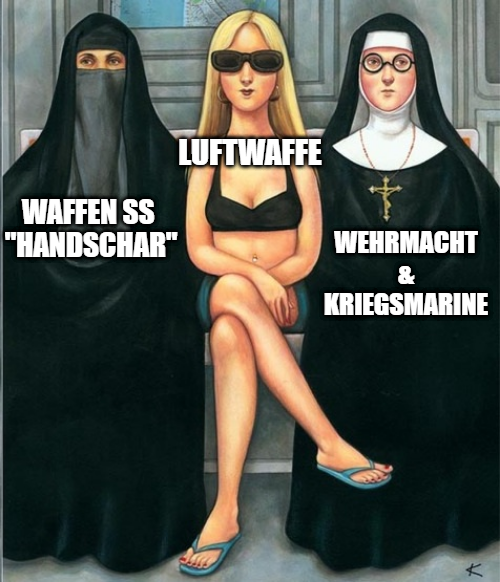 LUFTWAFFE
WAFFEN SS
"HANDSCHAR"
WEHRMACHT
&
KRIEGSMARINE
K